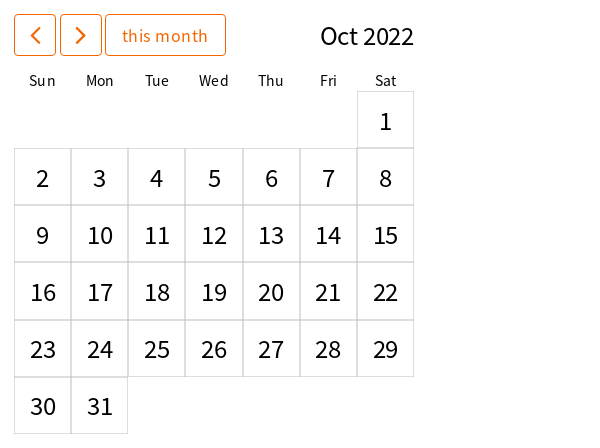 this month Oct 2022
Sun Mon Tue Wed Thu Fri Sat
1
2 3 4 5 6 7 8
9 10 11 12 13 14 15
16 17 18 19 20 21 22
23 24 25 26 27 28 29
30 31